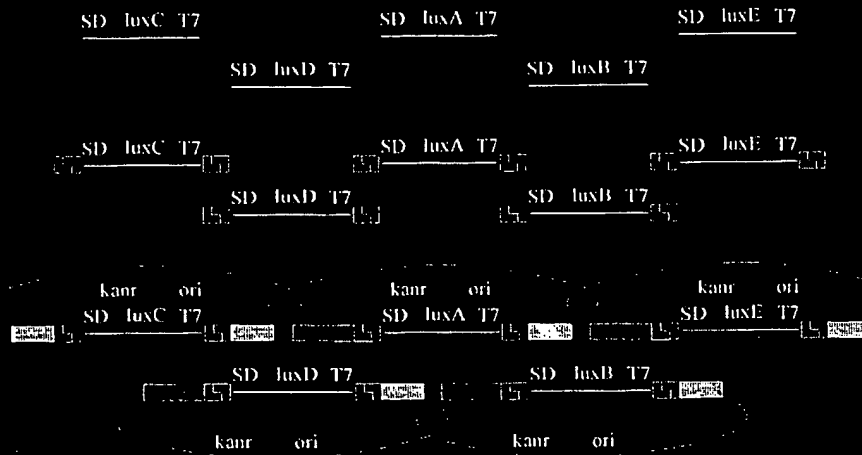 SD luxC T7 SD luxA T7 SD luxE T7
SD luxD T7 SD luxB T7
SD luxC T7 SD luxA T7 SD luxE T7
SD luxD T7 SD luxB T7
kanr ori kanr ori kanr ori
SD luxC T7 SD luxA T7 SD luxE T7
SD luxD T7 SD luxB T7
kanr ori kanr ori